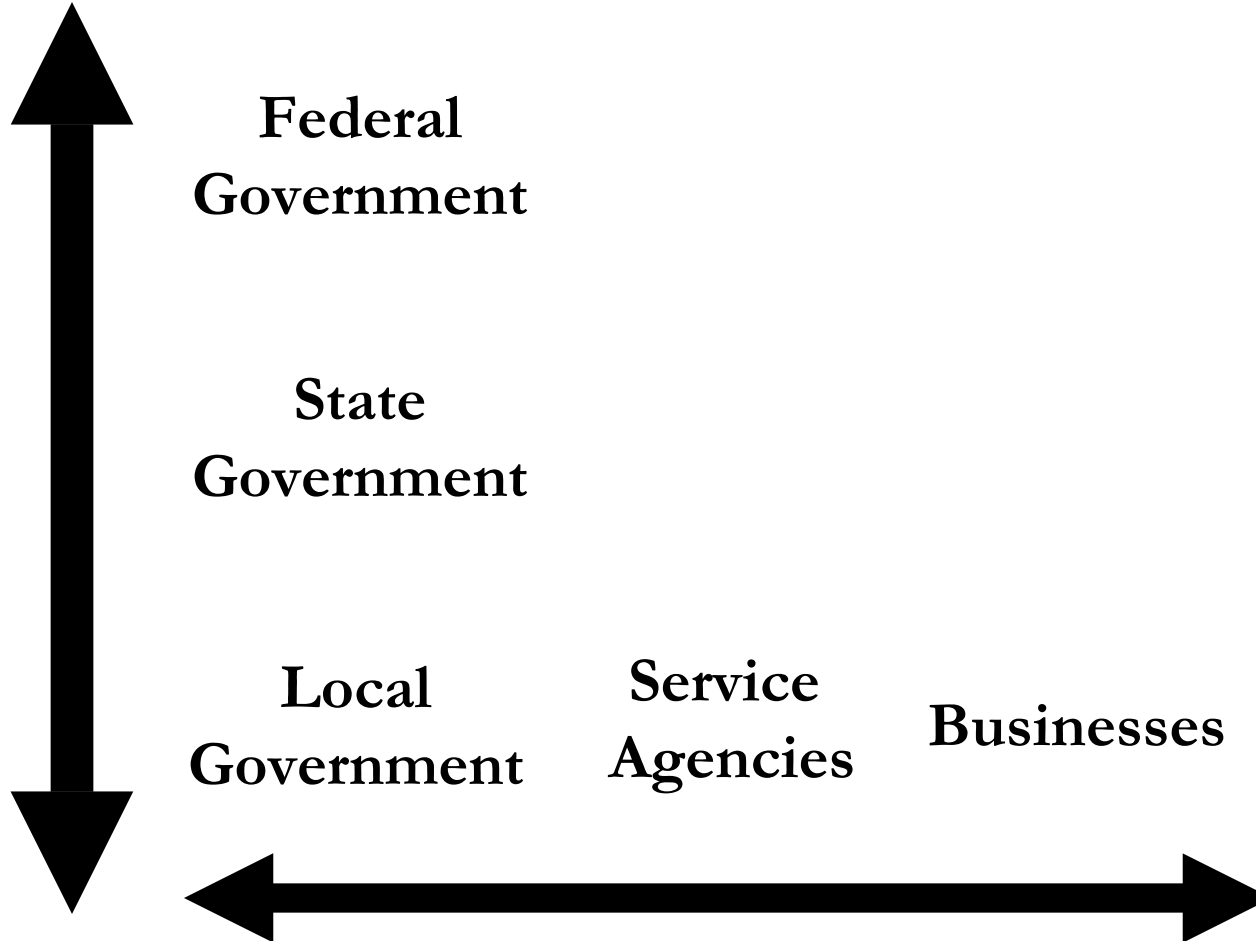 Federal
Government
State
Government
Local
Government
Service
Agencies
Businesses